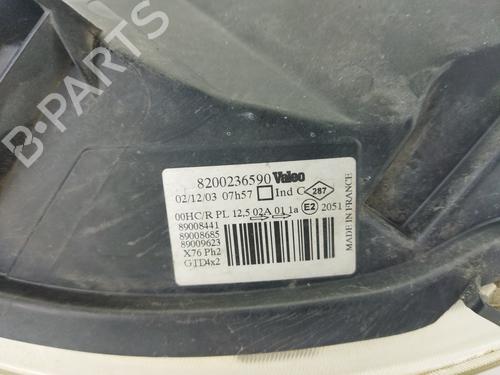 B-PARTS
8200236590 Valeo
02/12/03 07h57 Ind C 287
00HC/R PL 12,5 02A 01 1a E2 2051
89008441
89008685
89009623
X76 Ph2
GTD4x2
MADE IN FRANCE